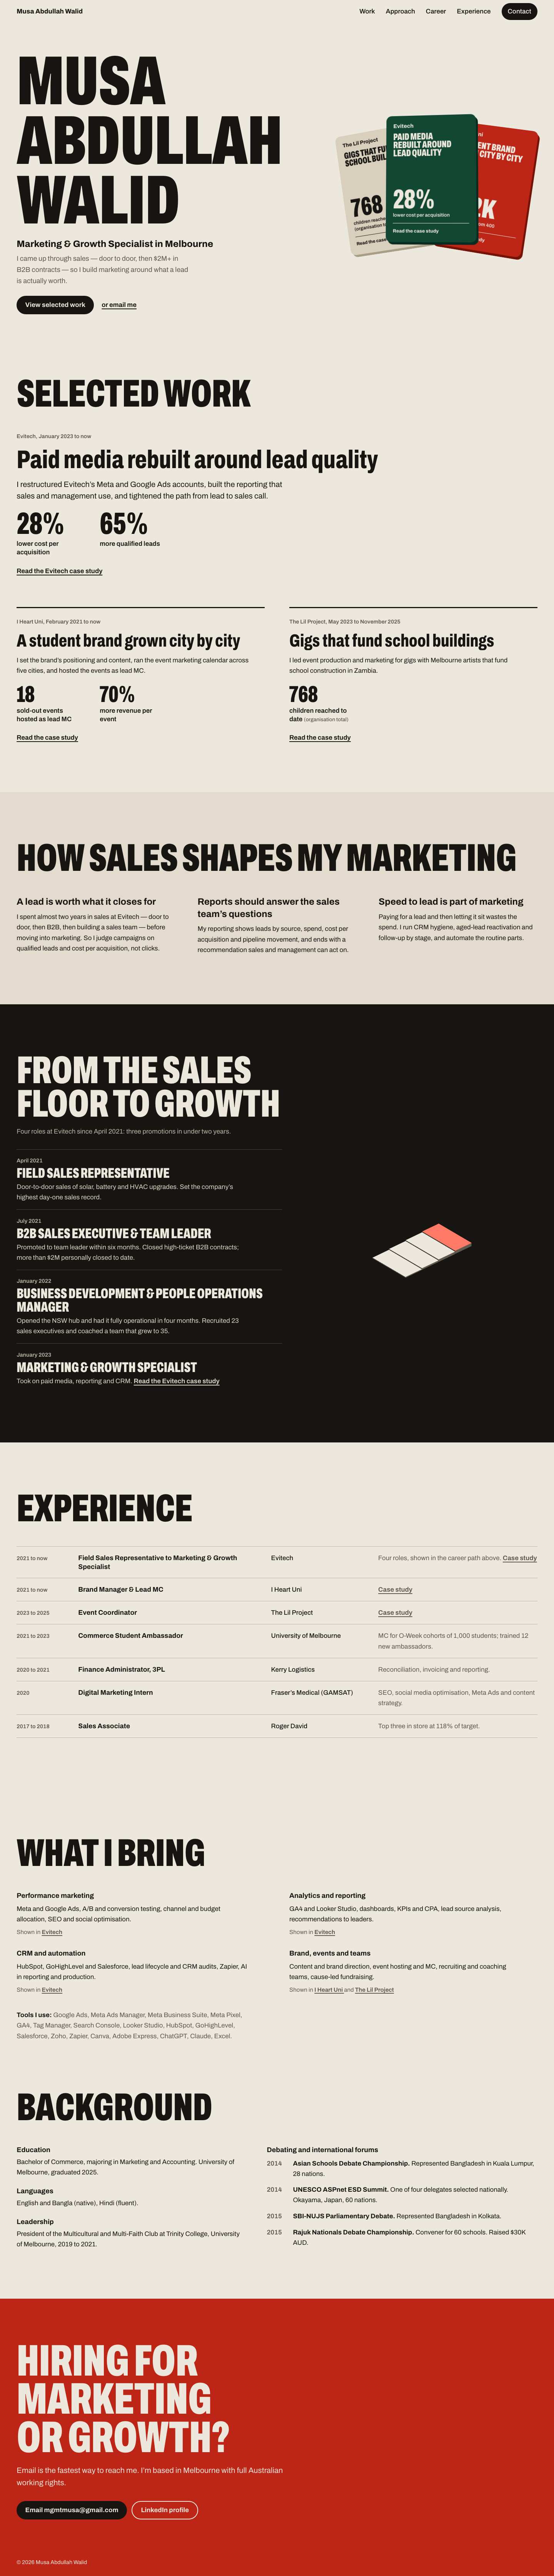 Musa Abdullah Walid
Work Approach Career Experience Contact
MUSA
ABDULLAH
WALID
Marketing & Growth Specialist in Melbourne
I came up through sales — door to door, then $2M+ in
B2B contracts — so I build marketing around what a lead
is actually worth.
View selected work or email me
The Lil Project
GIGS THAT FU
SCHOOL BUIL
768
children reache
(organisation to
Read the case
Evitech
PAID MEDIA
REBUILT AROUND
LEAD QUALITY
28%
lower cost per acquisition
Read the Evitech case study
SELECTED WORK
Evitech, January 2023 to now
Paid media rebuilt around lead quality
I restructured Evitech's Meta and Google Ads accounts, built the reporting that
sales and management use, and tightened the path from lead to sales call.
28% 65%
lower cost per more qualified leads
acquisition
Read the Evitech case study
I Heart Uni, February 2021 to now
A student brand grown city by city
I set the brand's positioning and content, ran the event marketing calendar across
five cities, and hosted the events as lead MC.
18 70%
sold-out events more revenue per
hosted as lead MC event
Read the case study
The Lil Project, May 2023 to November 2025
Gigs that fund school buildings
I led event production and marketing for gigs with Melbourne artists that fund
school construction in Zambia.
768
children reached to
date (organisation total)
Read the case study
HOW SALES SHAPES MY MARKETING
A lead is worth what it closes for
I spent almost two years in sales at Evitech — door to
door, then B2B, then building a sales team — before
moving into marketing. So I judge campaigns on
qualified leads and cost per acquisition, not clicks.
Reports should answer the sales
team's questions
My reporting shows leads by source, spend, cost per
acquisition and pipeline movement, and ends with a
recommendation sales and management can act on.
Speed to lead is part of marketing
Paying for a lead and then letting it sit wastes the
spend. I run CRM hygiene, aged-lead reactivation and
follow-up by stage, and automate the routine parts.
FROM THE SALES
FLOOR TO GROWTH
Four roles at Evitech since April 2021: three promotions in under two years.
April 2021
FIELD SALES REPRESENTATIVE
Door-to-door sales of solar, battery and HVAC upgrades. Set the company's
highest day-one sales record.
July 2021
B2B SALES EXECUTIVE & TEAM LEADER
Promoted to team leader within six months. Closed high-ticket B2B contracts;
more than $2M personally closed to date.
January 2022
BUSINESS DEVELOPMENT & PEOPLE OPERATIONS
MANAGER
Opened the NSW hub and had it fully operational in four months. Recruited 23
sales executives and coached a team that grew to 35.
January 2023
MARKETING & GROWTH SPECIALIST
Took on paid media, reporting and CRM. Read the Evitech case study
EXPERIENCE
2021 to now Field Sales Representative to Marketing & Growth Evitech Four roles, shown in the career path above. Case study
Specialist
2021 to now Brand Manager & Lead MC I Heart Uni Case study
2023 to 2025 Event Coordinator The Lil Project Case study
2021 to 2023 Commerce Student Ambassador University of Melbourne MC for O-Week cohorts of 1,000 students; trained 12
new ambassadors.
2020 to 2021 Finance Administrator, 3PL Kerry Logistics Reconciliation, invoicing and reporting.
2020 Digital Marketing Intern Fraser's Medical (GAMSAT) SEO, social media optimisation, Meta Ads and content
strategy.
2017 to 2018 Sales Associate Roger David Top three in store at 118% of target.
WHAT I BRING
Performance marketing
Meta and Google Ads, A/B and conversion testing, channel and budget
allocation, SEO and social optimisation.
Shown in Evitech
Analytics and reporting
GA4 and Looker Studio, dashboards, KPIs and CPA, lead source analysis,
recommendations to leaders.
Shown in Evitech
CRM and automation
HubSpot, GoHighLevel and Salesforce, lead lifecycle and CRM audits, Zapier, AI
in reporting and production.
Shown in Evitech
Brand, events and teams
Content and brand direction, event hosting and MC, recruiting and coaching
teams, cause-led fundraising.
Shown in I Heart Uni and The Lil Project
Tools I use: Google Ads, Meta Ads Manager, Meta Business Suite, Meta Pixel,
GA4, Tag Manager, Search Console, Looker Studio, HubSpot, GoHighLevel,
Salesforce, Zoho, Zapier, Canva, Adobe Express, ChatGPT, Claude, Excel.
BACKGROUND
Education
Bachelor of Commerce, majoring in Marketing and Accounting. University of
Melbourne, graduated 2025.
Languages
English and Bangla (native), Hindi (fluent).
Leadership
President of the Multicultural and Multi-Faith Club at Trinity College, University
of Melbourne, 2019 to 2021.
Debating and international forums
2014 Asian Schools Debate Championship. Represented Bangladesh in Kuala Lumpur,
28 nations.
2014 UNESCO ASPnet ESD Summit. One of four delegates selected nationally.
Okayama, Japan, 60 nations.
2015 SBI-NUJS Parliamentary Debate. Represented Bangladesh in Kolkata.
2015 Rajuk Nationals Debate Championship. Convener for 60 schools. Raised $30K
AUD.
HIRING FOR
MARKETING
OR GROWTH?
Email is the fastest way to reach me. I'm based in Melbourne with full Australian
working rights.
Email mgmtmusa@gmail.com LinkedIn profile
© 2026 Musa Abdullah Walid